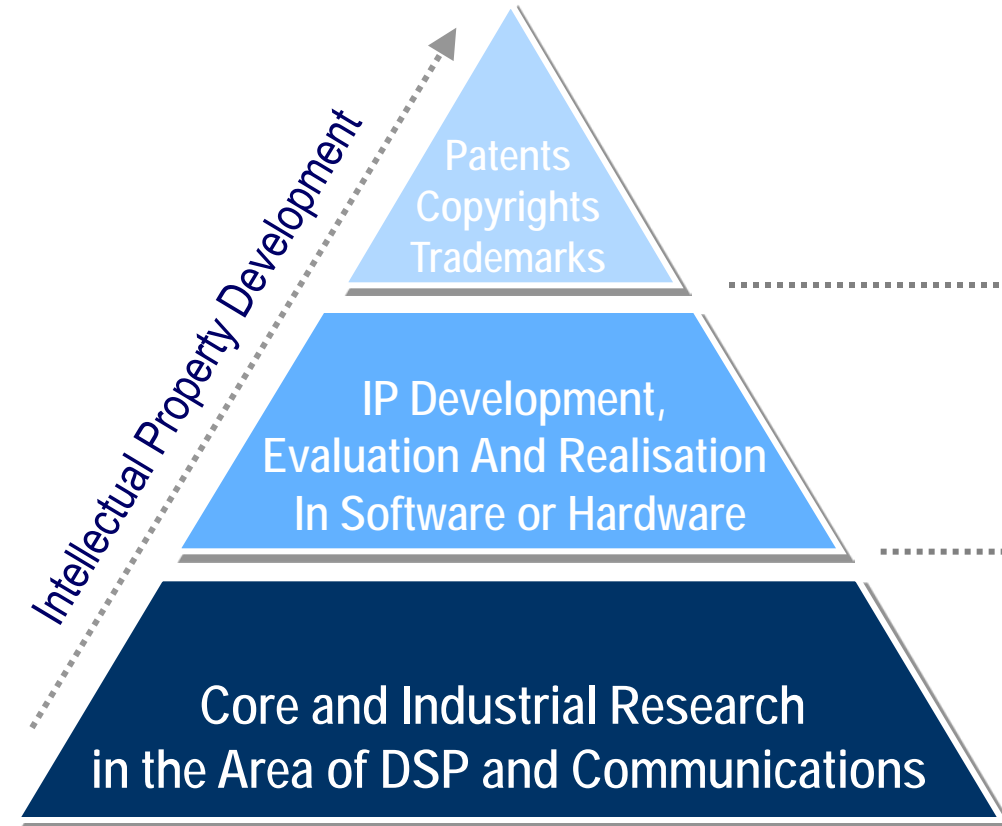 Intellectual Property Development
Patents
Copyrights
Trademarks
IP Development,
Evaluation And Realisation
In Software or Hardware
Core and Industrial Research
in the Area of DSP and Communications